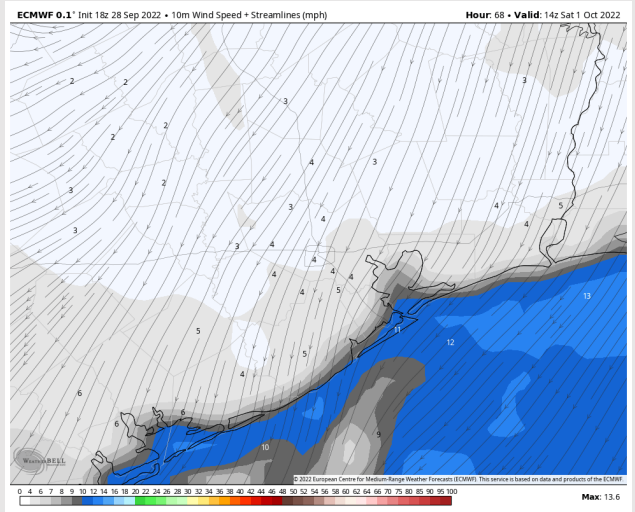 ECMWF 0.1° Init 18z 28 Sep 2022 • 10m Wind Speed + Streamlines (mph) Hour: 68 • Valid: 14z Sat 1 Oct 2022
2 2 3
3
2 2
4 3
2
3 3
4 5
3 4 4
3 4
4
4 4 4
4 5 13
11
5 12
5
4
6
6 6
9
10
WEATHERBELL
© 2022 European Centre for Medium-Range Weather Forecasts (ECMWF). This service is based on data and products of the ECMWF.
0 4 6 7 8 9 10 12 14 16 18 20 22 24 26 28 30 32 34 36 38 40 42 44 46 48 50 52 54 56 58 60 62 64 66 70 75 80 85 90 95 100
Max: 13.6